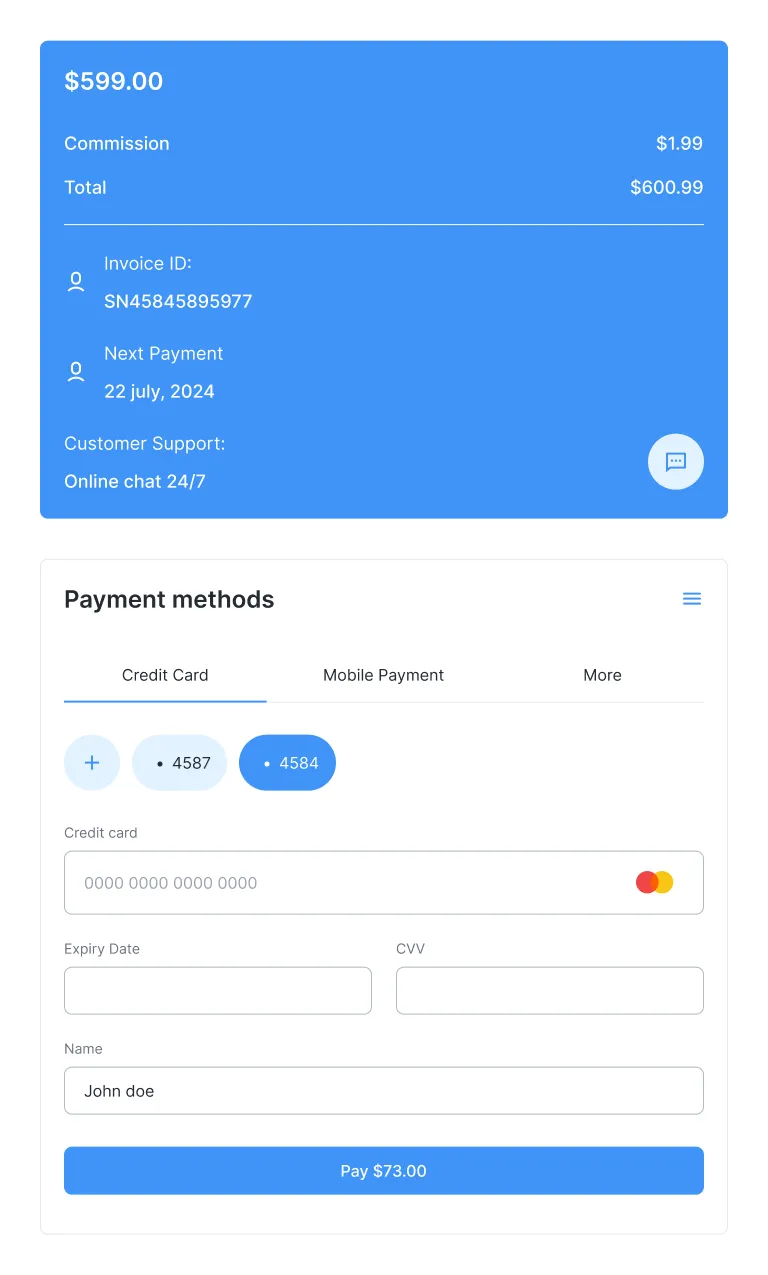 $599.00
Commission $1.99
Total $600.99
Invoice ID:
SN45845895977
Next Payment
22 july, 2024
Customer Support:
Online chat 24/7
Payment methods
Credit Card Mobile Payment More
+ • 4587 • 4584
Credit card
0000 0000 0000 0000
Expiry Date CVV
Name
John doe
Pay $73.00